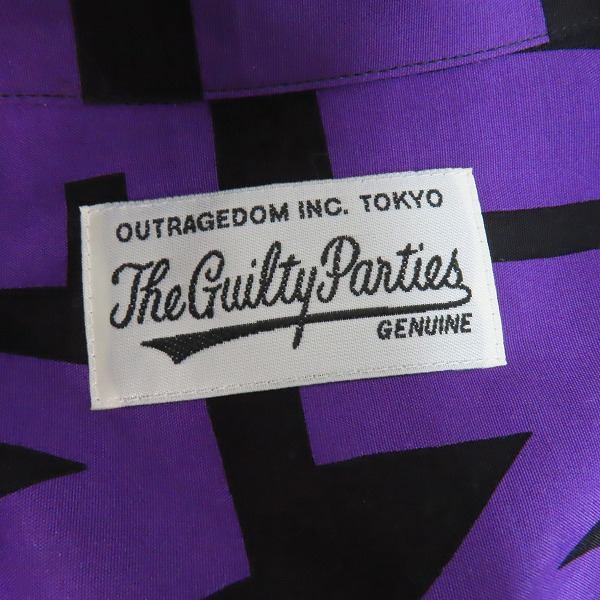 OUTRAGEDOM INC. TOKYO
The Guilty Parties
GENUINE